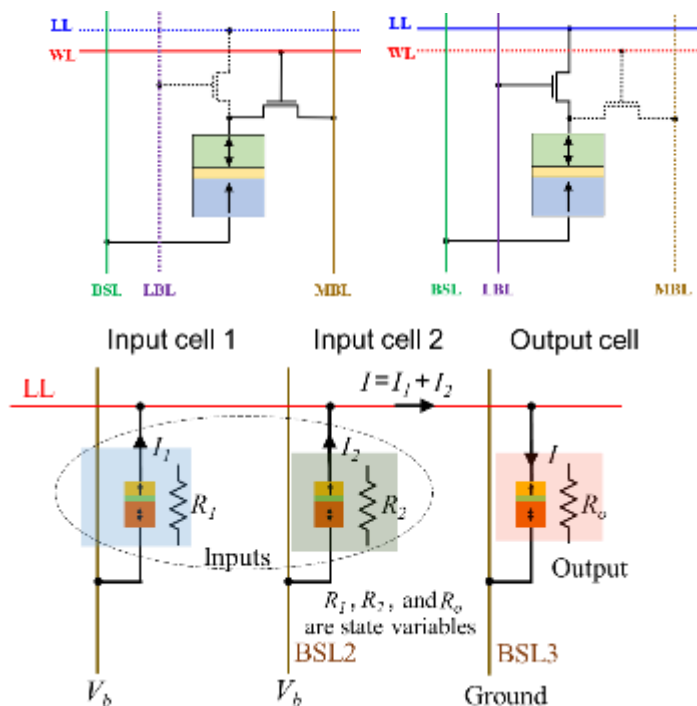 LL
WL
BSL LBL MBL
LL
WL
BSL LBL MBL
Input cell 1 Input cell 2 Output cell
I=I1+I2
LL
I1 I2 I
R1 R2 Ro
Inputs Output
R1, R2, and Ro
are state variables
BSL2 BSL3
Vb Vb Ground